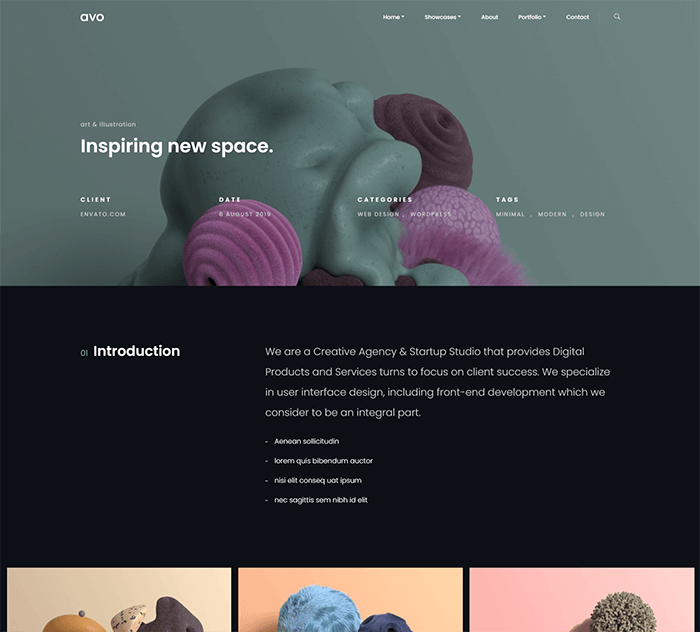 avo
Home Showcases About Portfolio Contact
art & illustration
Inspiring new space.
CLIENT DATE CATEGORIES TAGS
ENVATO.COM 6 AUGUST 2019 WEB DESIGN , WORDPRESS MINIMAL , MODERN , DESIGN
01 Introduction
We are a Creative Agency & Startup Studio that provides Digital
Products and Services turns to focus on client success. We specialize
in user interface design, including front-end development which we
consider to be an integral part.
- Aenean sollicitudin
- lorem quis bibendum auctor
- nisi elit conseq uat ipsum
- nec sagittis sem nibh id elit